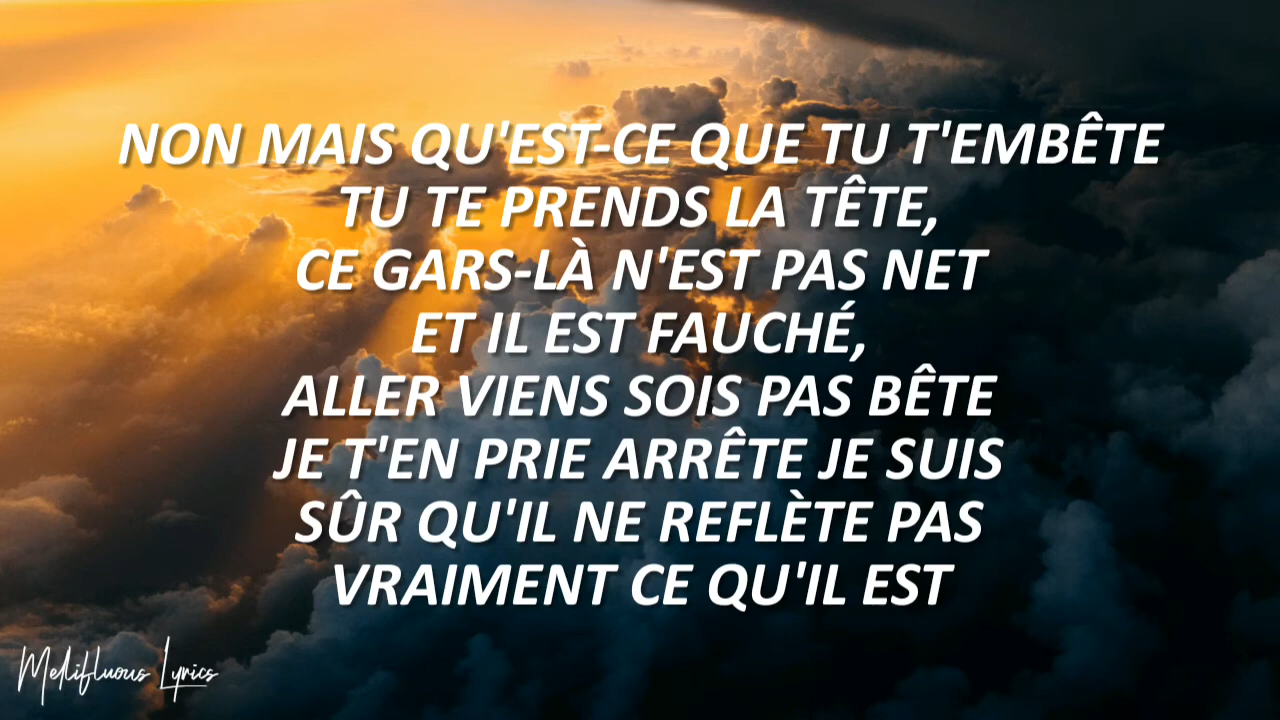 NON MAIS QU'EST-CE QUE TU T'EMBÊTE
TU TE PRENDS LA TÊTE,
CE GARS-LÀ N'EST PAS NET
ET IL EST FAUCHÉ,
ALLER VIENS SOIS PAS BÊTE
JE T'EN PRIE ARRÊTE JE SUIS
SÛR QU'IL NE REFLÈTE PAS
VRAIMENT CE QU'IL EST
Mellifluous Lyrics